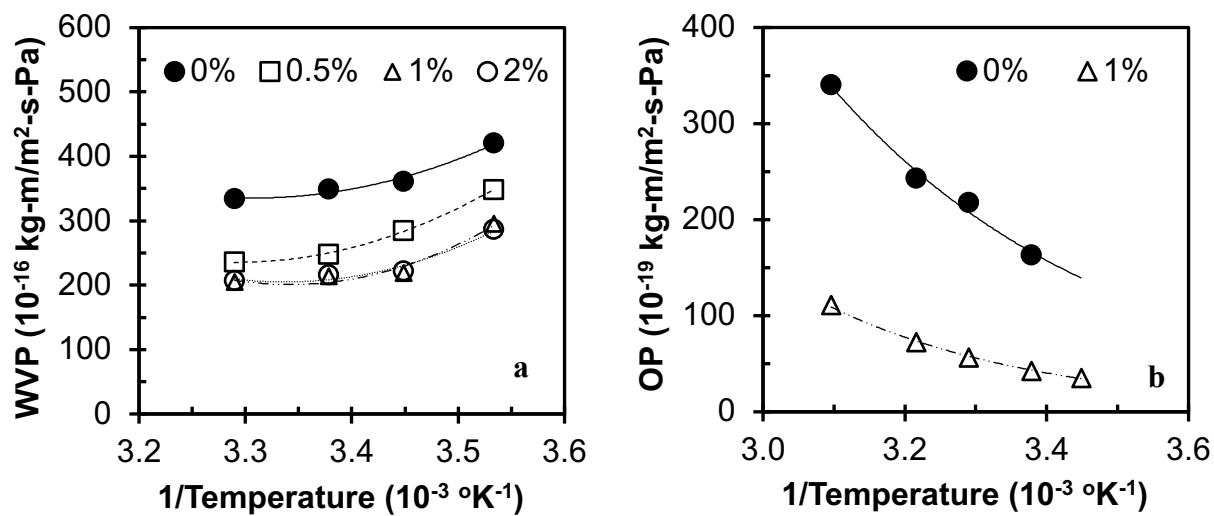 WVP (10⁻¹⁶ kg-m/m²-s-Pa)
600
500
400
300
200
100
0
0% 0.5% 1% 2%
a
3.2 3.3 3.4 3.5 3.6
1/Temperature (10⁻³ ᵒK⁻¹)
OP (10⁻¹⁹ kg-m/m²-s-Pa)
400
300
200
100
0
0% 1%
b
3.0 3.2 3.4 3.6
1/Temperature (10⁻³ ᵒK⁻¹)